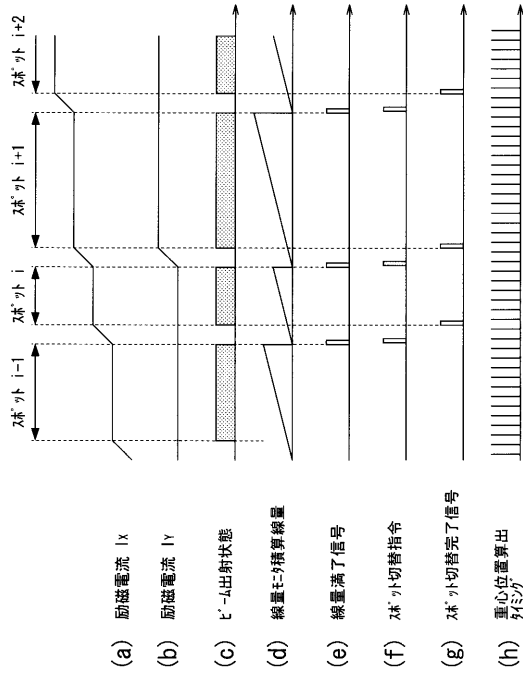 スポット i-1
スポット i
スポット i+1
スポット i+2
(a) 励磁電流 IX
(b) 励磁電流 IY
(c) ビーム出射状態
(d) 線量モニタ積算線量
(e) 線量満了信号
(f) スポット切替指令
(g) スポット切替完了信号
(h) 重心位置算出
タイミング